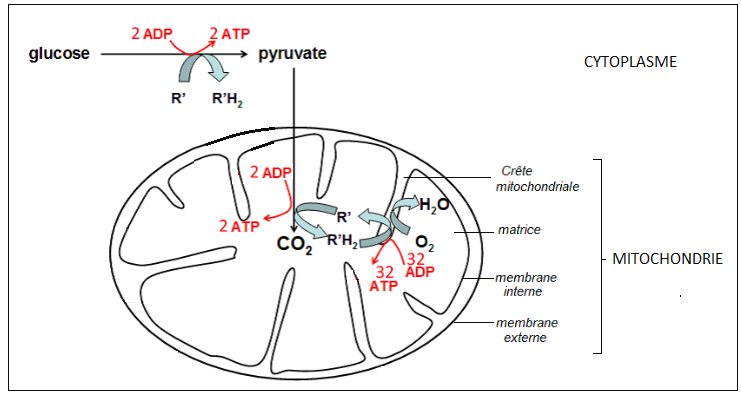 2 ADP 2 ATP
glucose pyruvate
CYTOPLASME
R' R'H2
Crête
mitochondriale
2 ADP
H2O
R'
2 ATP
matrice
R'H2
CO2
O2
MITOCHONDRIE
32 32
ADP
ATP
membrane
interne
membrane
externe